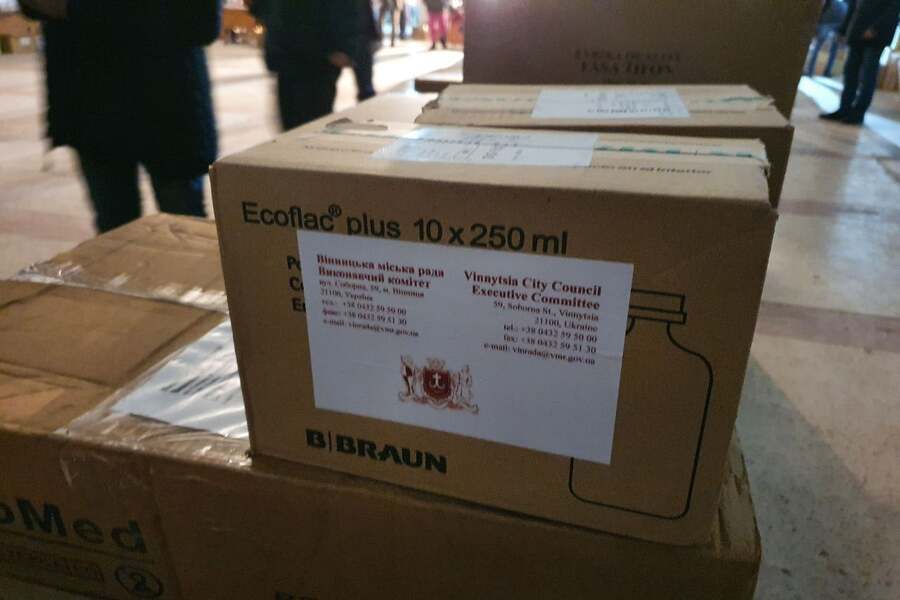 Ecoflac® plus 10 x 250 ml
Вінницька міська рада
Виконавчий комітет
вул. Соборна, 59, м. Вінниця
21100, Україна
тел.: +38 0432 59 50 00
факс: +38 0432 59 51 30
e-mail: vinrada@vmr.gov.ua
Vinnytsia City Council
Executive Committee
59, Soborna St., Vinnytsia
21100, Ukraine
tel.: +38 0432 59 50 00
fax: +38 0432 59 51 30
e-mail: vinrada@vmr.gov.ua
B|BRAUN
oMed
2